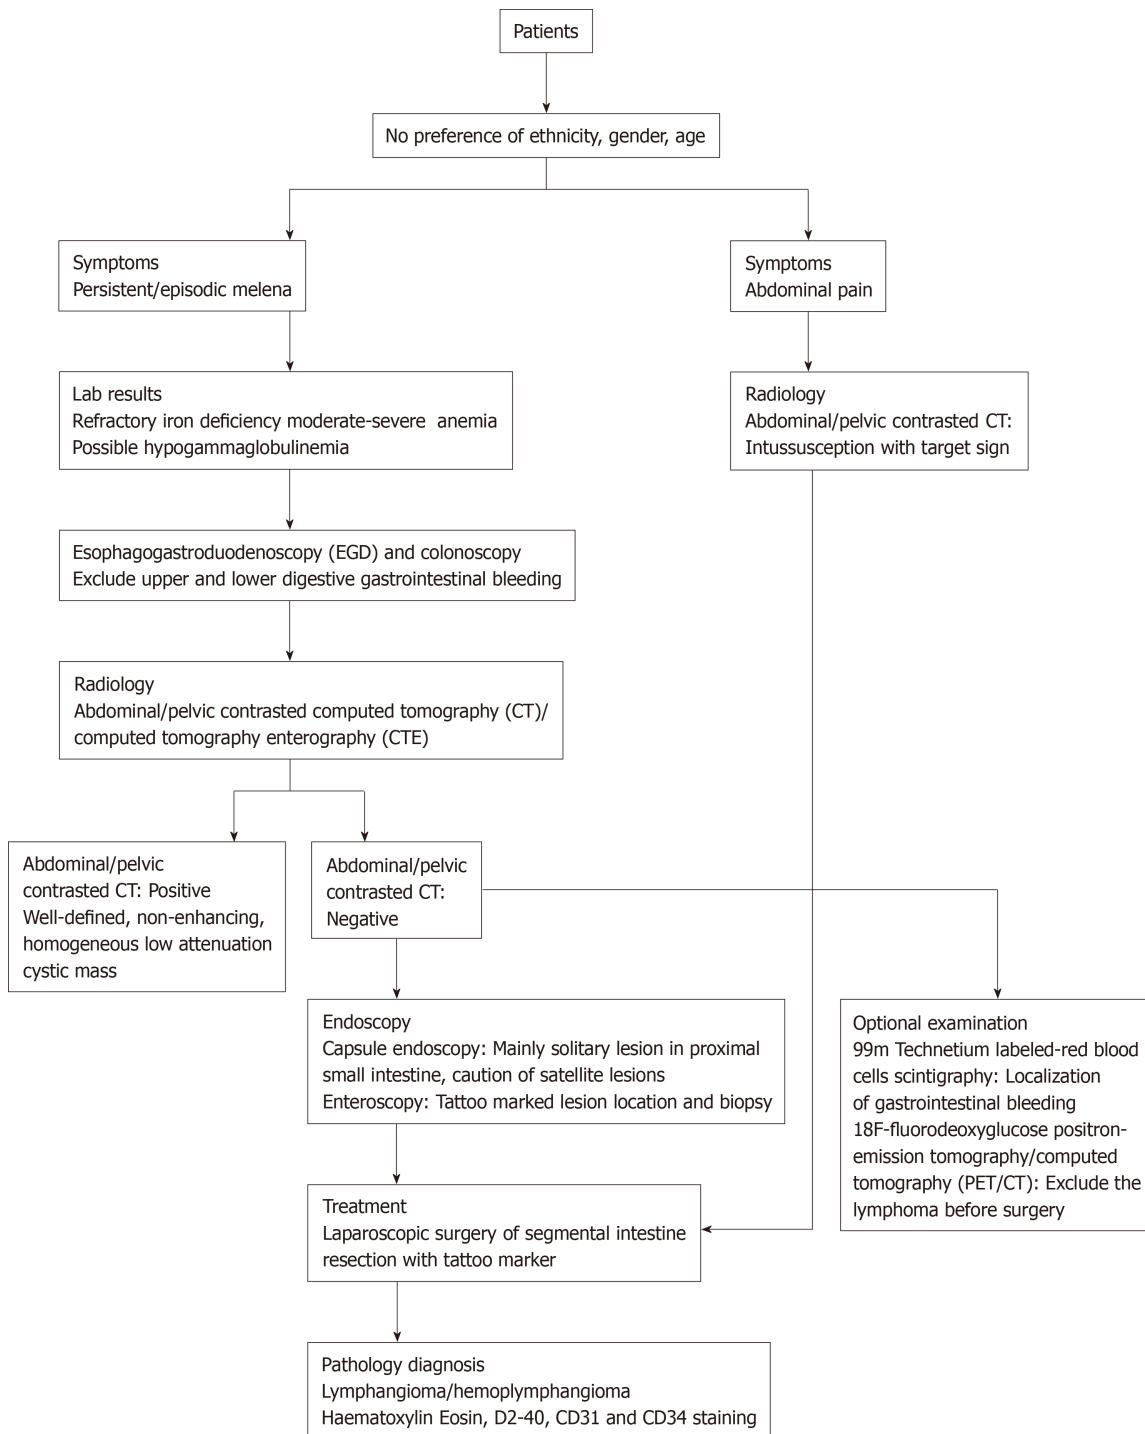 Patients
No preference of ethnicity, gender, age
Symptoms
Persistent/episodic melena
Symptoms
Abdominal pain
Lab results
Refractory iron deficiency moderate-severe anemia
Possible hypogammaglobulinemia
Radiology
Abdominal/pelvic contrasted CT:
Intussusception with target sign
Esophagogastroduodenoscopy (EGD) and colonoscopy
Exclude upper and lower digestive gastrointestinal bleeding
Radiology
Abdominal/pelvic contrasted computed tomography (CT)/
computed tomography enterography (CTE)
Abdominal/pelvic
contrasted CT: Positive
Well-defined, non-enhancing,
homogeneous low attenuation
cystic mass
Abdominal/pelvic
contrasted CT:
Negative
Endoscopy
Capsule endoscopy: Mainly solitary lesion in proximal
small intestine, caution of satellite lesions
Enteroscopy: Tattoo marked lesion location and biopsy
Optional examination
99m Technetium labeled-red blood
cells scintigraphy: Localization
of gastrointestinal bleeding
18F-fluorodeoxyglucose positron-
emission tomography/computed
tomography (PET/CT): Exclude the
lymphoma before surgery
Treatment
Laparoscopic surgery of segmental intestine
resection with tattoo marker
Pathology diagnosis
Lymphangioma/hemoplymphangioma
Haematoxylin Eosin, D2-40, CD31 and CD34 staining